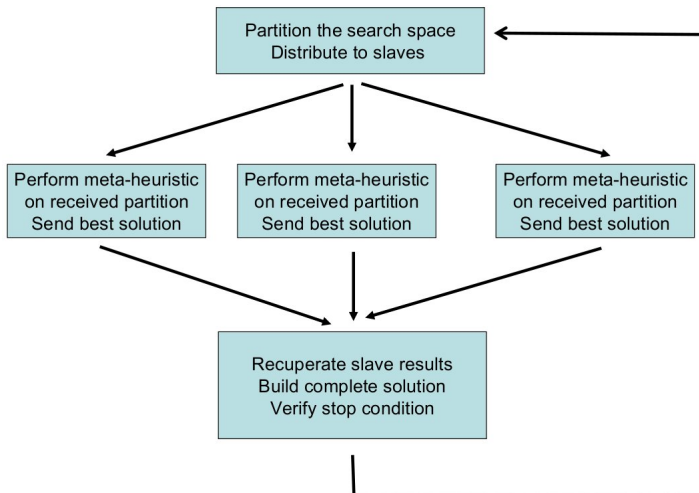 Partition the search space
Distribute to slaves
Perform meta-heuristic
on received partition
Send best solution
Perform meta-heuristic
on received partition
Send best solution
Perform meta-heuristic
on received partition
Send best solution
Recuperate slave results
Build complete solution
Verify stop condition